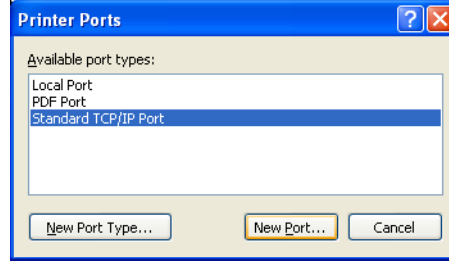 Printer Ports
Available port types:
Local Port
PDF Port
Standard TCP/IP Port
New Port Type... New Port... Cancel